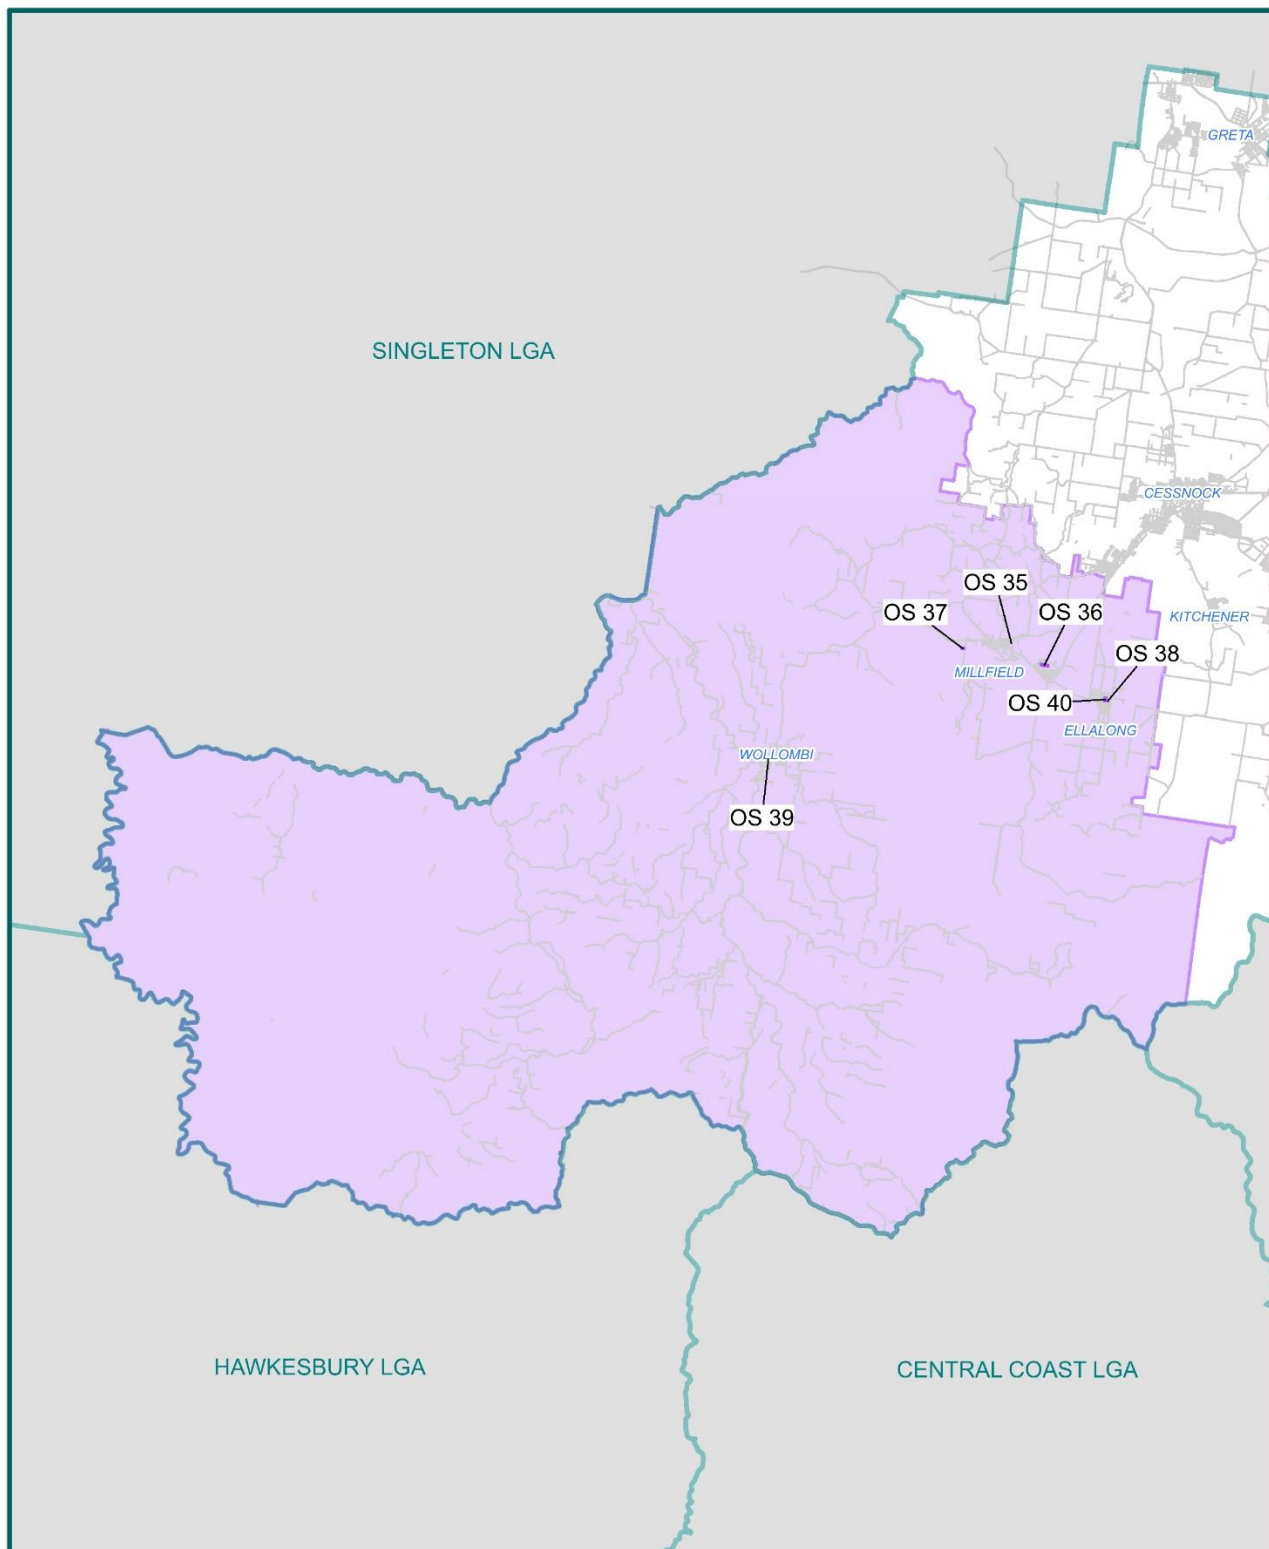 GRETA
SINGLETON LGA
CESSNOCK
OS 35
OS 37
OS 36
KITCHENER
OS 38
MILLFIELD
OS 40
ELLALONG
WOLLOMBI
OS 39
HAWKESBURY LGA
CENTRAL COAST LGA